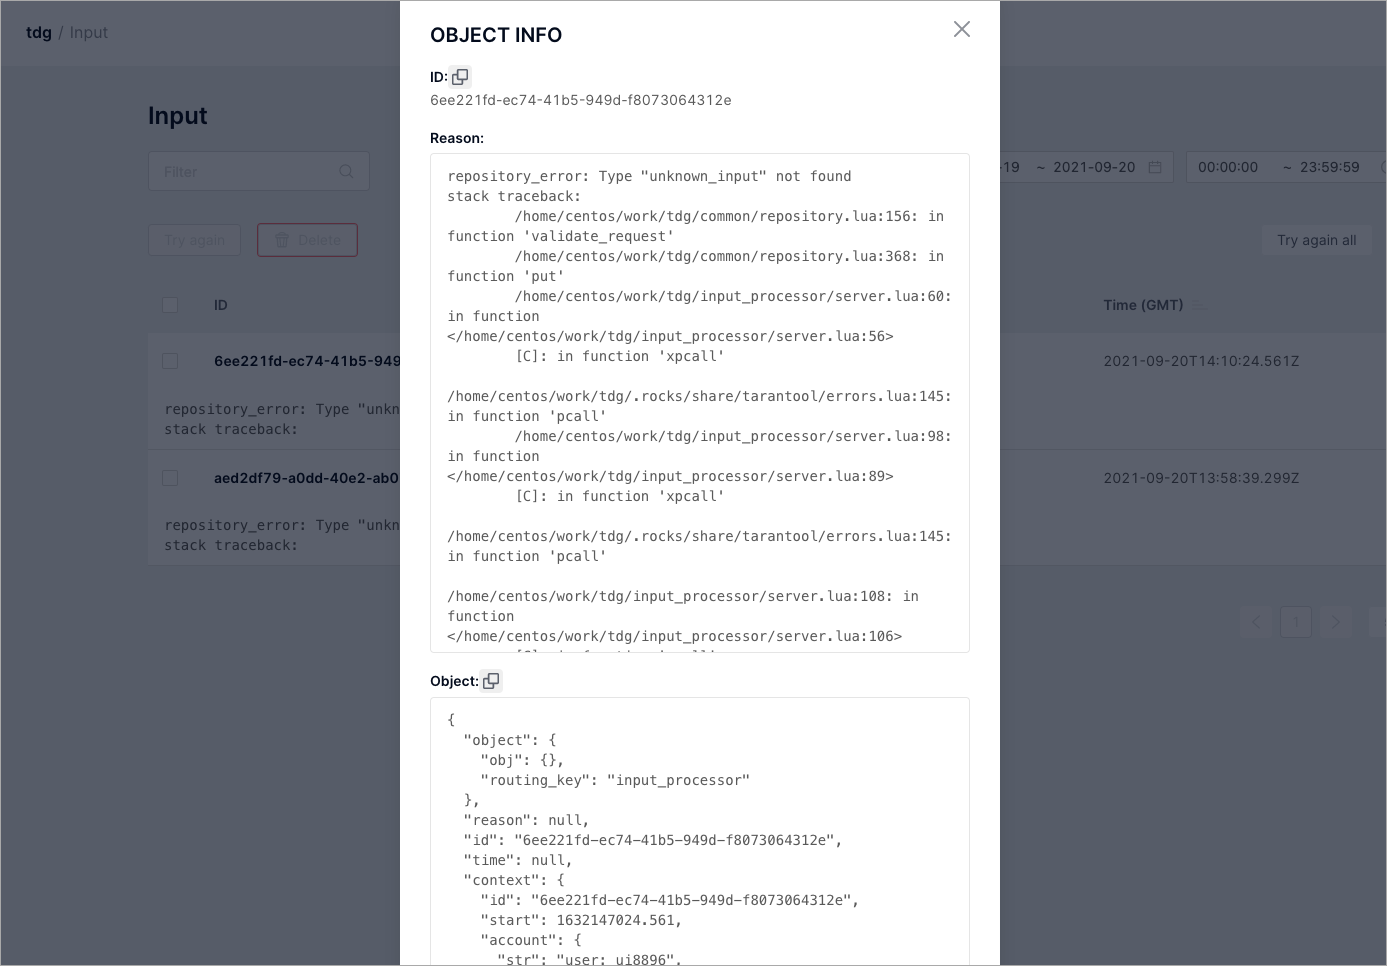 tdg / Input
Input
Filter
Try again
Delete
-19 ~ 2021-09-20
00:00:00 ~ 23:59:59
Try again all
ID
Time (GMT)
6ee221fd-ec74-41b5-949
2021-09-20T14:10:24.561Z
repository_error: Type "unkn
stack traceback:
aed2df79-a0dd-40e2-ab0
2021-09-20T13:58:39.299Z
repository_error: Type "unkn
stack traceback:
1
OBJECT INFO
ID:
6ee221fd-ec74-41b5-949d-f8073064312e
Reason:
repository_error: Type "unknown_input" not found
stack traceback:
/home/centos/work/tdg/common/repository.lua:156: in
function 'validate_request'
/home/centos/work/tdg/common/repository.lua:368: in
function 'put'
/home/centos/work/tdg/input_processor/server.lua:60:
in function
</home/centos/work/tdg/input_processor/server.lua:56>
[C]: in function 'xpcall'
/home/centos/work/tdg/.rocks/share/tarantool/errors.lua:145:
in function 'pcall'
/home/centos/work/tdg/input_processor/server.lua:98:
in function
</home/centos/work/tdg/input_processor/server.lua:89>
[C]: in function 'xpcall'
/home/centos/work/tdg/.rocks/share/tarantool/errors.lua:145:
in function 'pcall'
/home/centos/work/tdg/input_processor/server.lua:108: in
function
</home/centos/work/tdg/input_processor/server.lua:106>
Object:
{
"object": {
"obj": {},
"routing_key": "input_processor"
},
"reason": null,
"id": "6ee221fd-ec74-41b5-949d-f8073064312e",
"time": null,
"context": {
"id": "6ee221fd-ec74-41b5-949d-f8073064312e",
"start": 1632147024.561,
"account": {
"str": "user: ui8896",